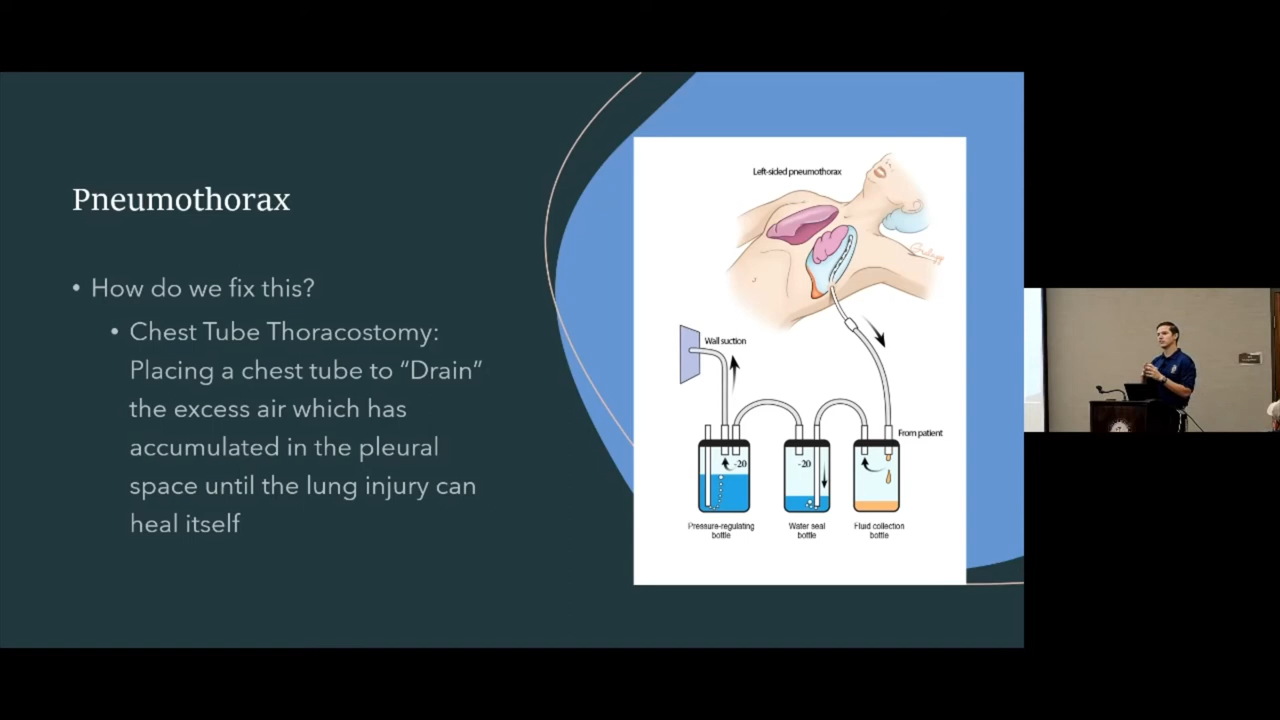 Pneumothorax
• How do we fix this?
• Chest Tube Thoracostomy:
Placing a chest tube to “Drain”
the excess air which has
accumulated in the pleural
space until the lung injury can
heal itself
Left-sided pneumothorax
Wall suction
From patient
-20
-20
Pressure-regulating
bottle
Water seal
bottle
Fluid collection
bottle